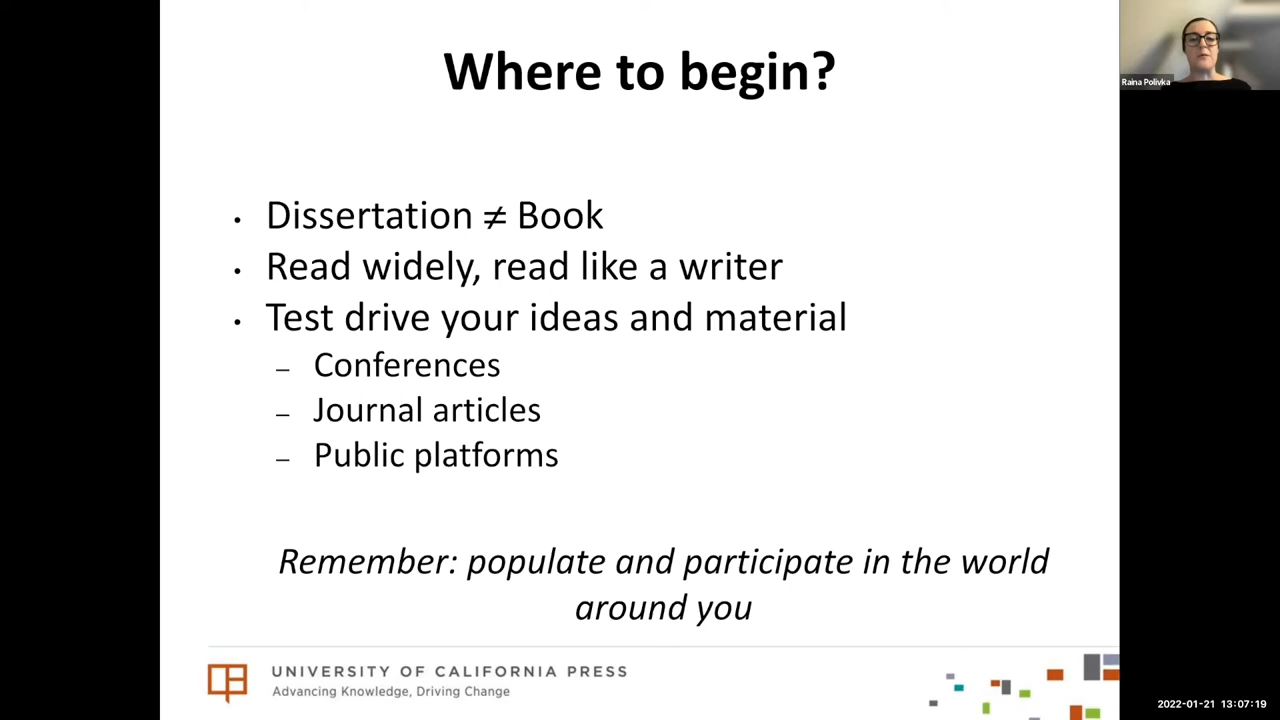 Where to begin?
Raina Polivka
• Dissertation ≠ Book
• Read widely, read like a writer
• Test drive your ideas and material
– Conferences
– Journal articles
– Public platforms
Remember: populate and participate in the world
around you
UNIVERSITY OF CALIFORNIA PRESS
Advancing Knowledge, Driving Change
2022-01-21 13:07:19